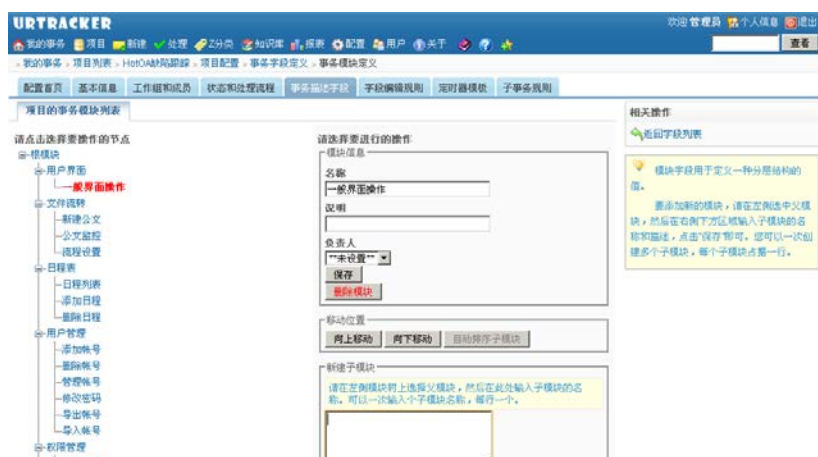 URTRACKER
欢迎 管理员 个人信息 退出
我的事务 项目 新建 处理 Z分类 知识库 报表 配置 用户 关于
查看
我的事务 项目列表 HotOA缺陷跟踪 项目配置 事务字段定义 事务模块定义
配置首页 基本信息 工作组和成员 状态和处理流程 事务描述字段 字段编辑规则 定时器模板 子事务规则
项目的事务模块列表
请点击选择要操作的节点
根模块
用户界面
一般界面操作
文件流转
新建公文
公文监控
流程设置
日程表
日程列表
添加日程
删除日程
用户管理
添加帐号
删除帐号
管理帐号
修改密码
导出帐号
导入帐号
权限管理
请选择要进行的操作
模块信息
名称
一般界面操作
说明
负责人
**未设置**
保存
删除模块
移动位置
向上移动 向下移动 自动排序子模块
新建子模块
请在左侧模块树上选择父模块，然后在此处输入子模块的名
称。可以一次输入个子模块名称，每行一个。
相关操作
返回字段列表
模块字段用于定义一种分层结构的
值。
要添加新的模块，请在左侧选中父模
块，然后在右侧下方区域输入子模块的名
称和描述，点击"保存"即可。您可以一次创
建多个子模块，每个子模块占据一行。